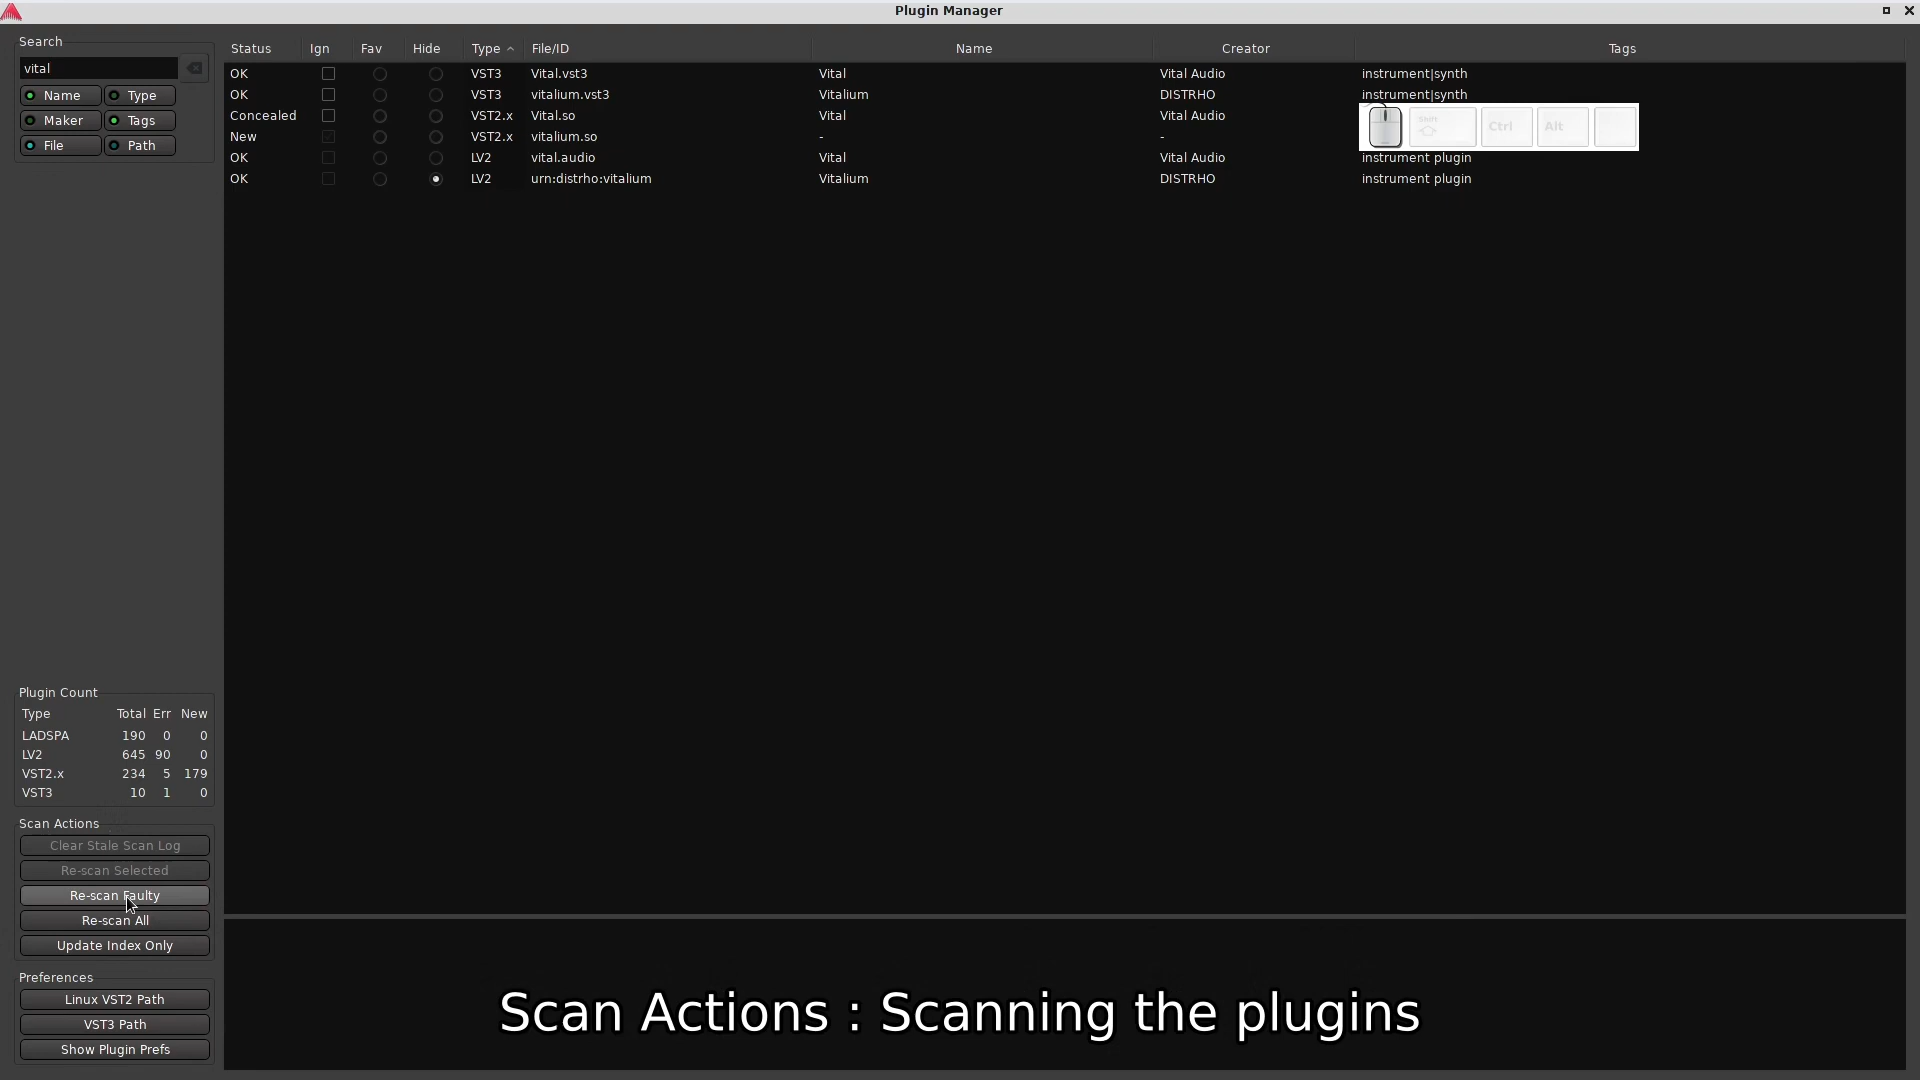 Plugin Manager
Search
vital
Name Type
Maker Tags
File Path
Status Ign Fav Hide Type File/ID Name Creator Tags
OK VST3 Vital.vst3 Vital Vital Audio instrument|synth
OK VST3 vitalium.vst3 Vitalium DISTRHO instrument|synth
Concealed VST2.x Vital.so Vital Vital Audio
New VST2.x vitalium.so - -
OK LV2 vital.audio Vital Vital Audio instrument plugin
OK LV2 urn:distrho:vitalium Vitalium DISTRHO instrument plugin
Shift Ctrl Alt
Plugin Count
Type Total Err New
LADSPA 190 0 0
LV2 645 90 0
VST2.x 234 5 179
VST3 10 1 0
Scan Actions
Clear Stale Scan Log
Re-scan Selected
Re-scan Faulty
Re-scan All
Update Index Only
Preferences
Linux VST2 Path
VST3 Path
Show Plugin Prefs
Scan Actions : Scanning the plugins